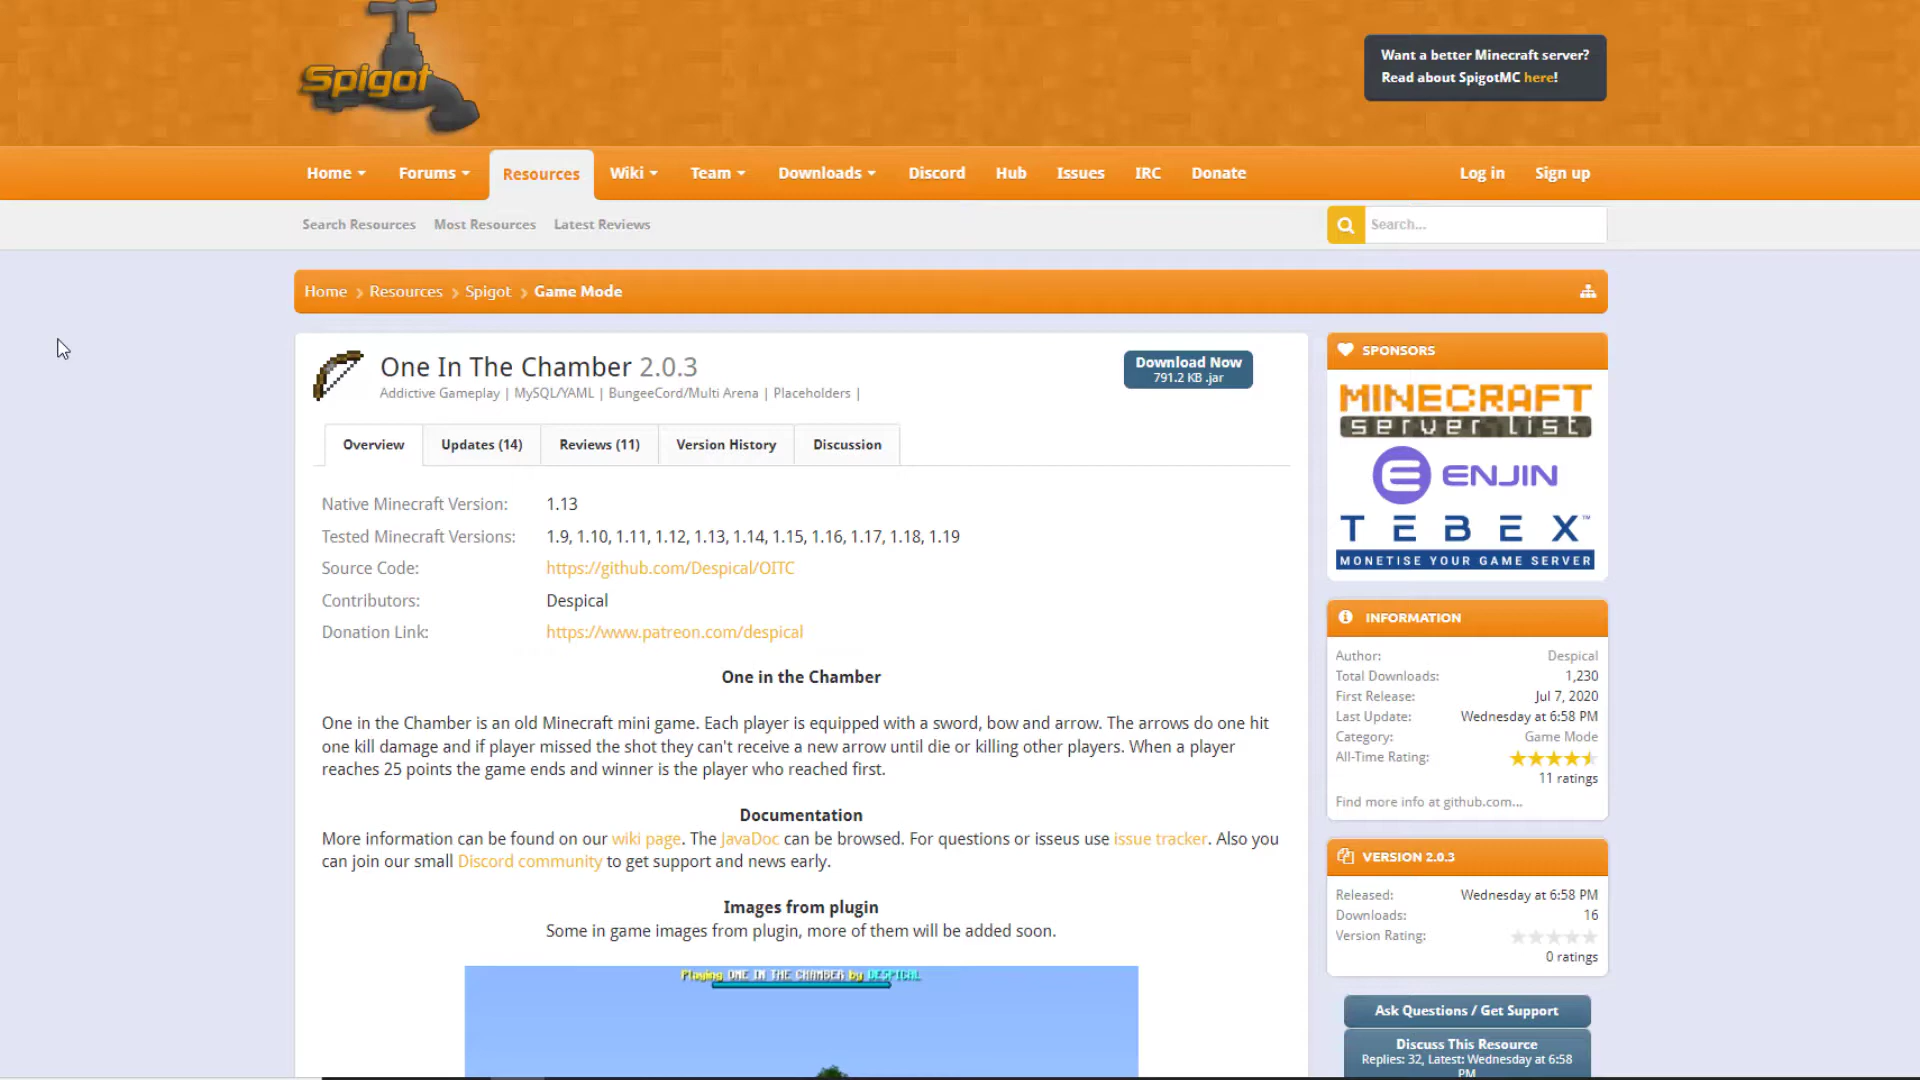 Spigot
Want a better Minecraft server?
Read about SpigotMC here!
Home Forums Resources Wiki Team Downloads Discord Hub Issues IRC Donate Log in Sign up
Search Resources Most Resources Latest Reviews Search...
Home Resources Spigot Game Mode
One In The Chamber 2.0.3
Addictive Gameplay | MySQL/YAML | BungeeCord/Multi Arena | Placeholders |
Download Now
791.2 KB .jar
Overview Updates (14) Reviews (11) Version History Discussion
Native Minecraft Version: 1.13
Tested Minecraft Versions: 1.9, 1.10, 1.11, 1.12, 1.13, 1.14, 1.15, 1.16, 1.17, 1.18, 1.19
Source Code: https://github.com/Despical/OITC
Contributors: Despical
Donation Link: https://www.patreon.com/despical
One in the Chamber
One in the Chamber is an old Minecraft mini game. Each player is equipped with a sword, bow and arrow. The arrows do one hit
one kill damage and if player missed the shot they can't receive a new arrow until die or killing other players. When a player
reaches 25 points the game ends and winner is the player who reached first.
Documentation
More information can be found on our wiki page. The JavaDoc can be browsed. For questions or isseus use issue tracker. Also you
can join our small Discord community to get support and news early.
Images from plugin
Some in game images from plugin, more of them will be added soon.
Playing ONE IN THE CHAMBER by DESPICAL
SPONSORS
MINECRAFT
server list
ENJIN
TEBEX™
MONETISE YOUR GAME SERVER
INFORMATION
Author: Despical
Total Downloads: 1,230
First Release: Jul 7, 2020
Last Update: Wednesday at 6:58 PM
Category: Game Mode
All-Time Rating:
11 ratings
Find more info at github.com...
VERSION 2.0.3
Released: Wednesday at 6:58 PM
Downloads: 16
Version Rating:
0 ratings
Ask Questions / Get Support
Discuss This Resource
Replies: 32, Latest: Wednesday at 6:58
PM